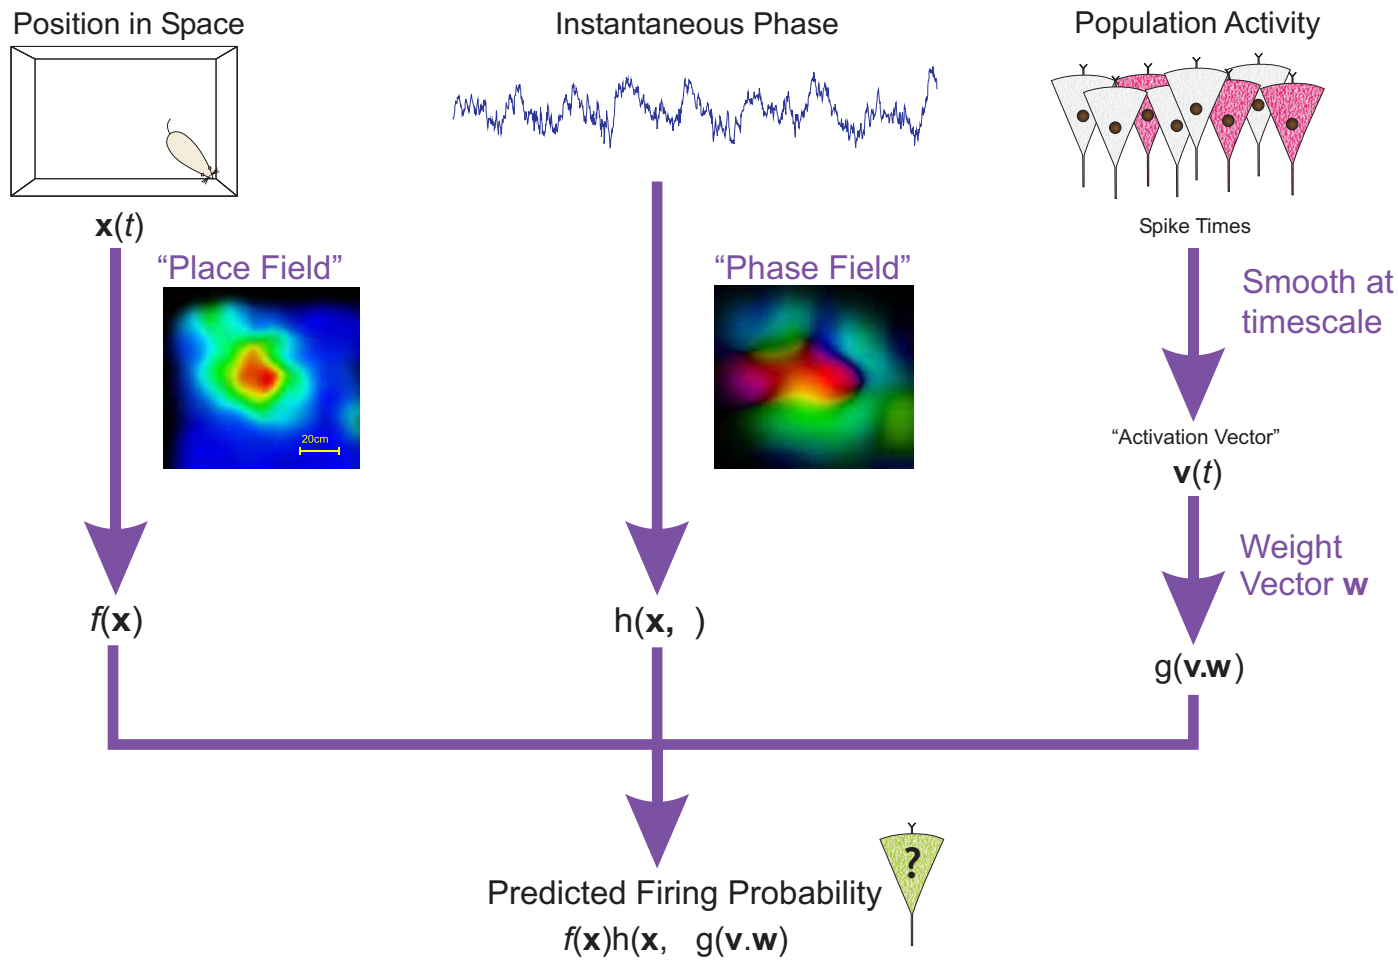 Position in Space
Instantaneous Phase
Population Activity
x(t)
Spike Times
"Place Field"
"Phase Field"
Smooth at
timescale
20cm
"Activation Vector"
v(t)
Weight
Vector w
f(x)
h(x, )
g(v.w)
?
Predicted Firing Probability
f(x)h(x, g(v.w)